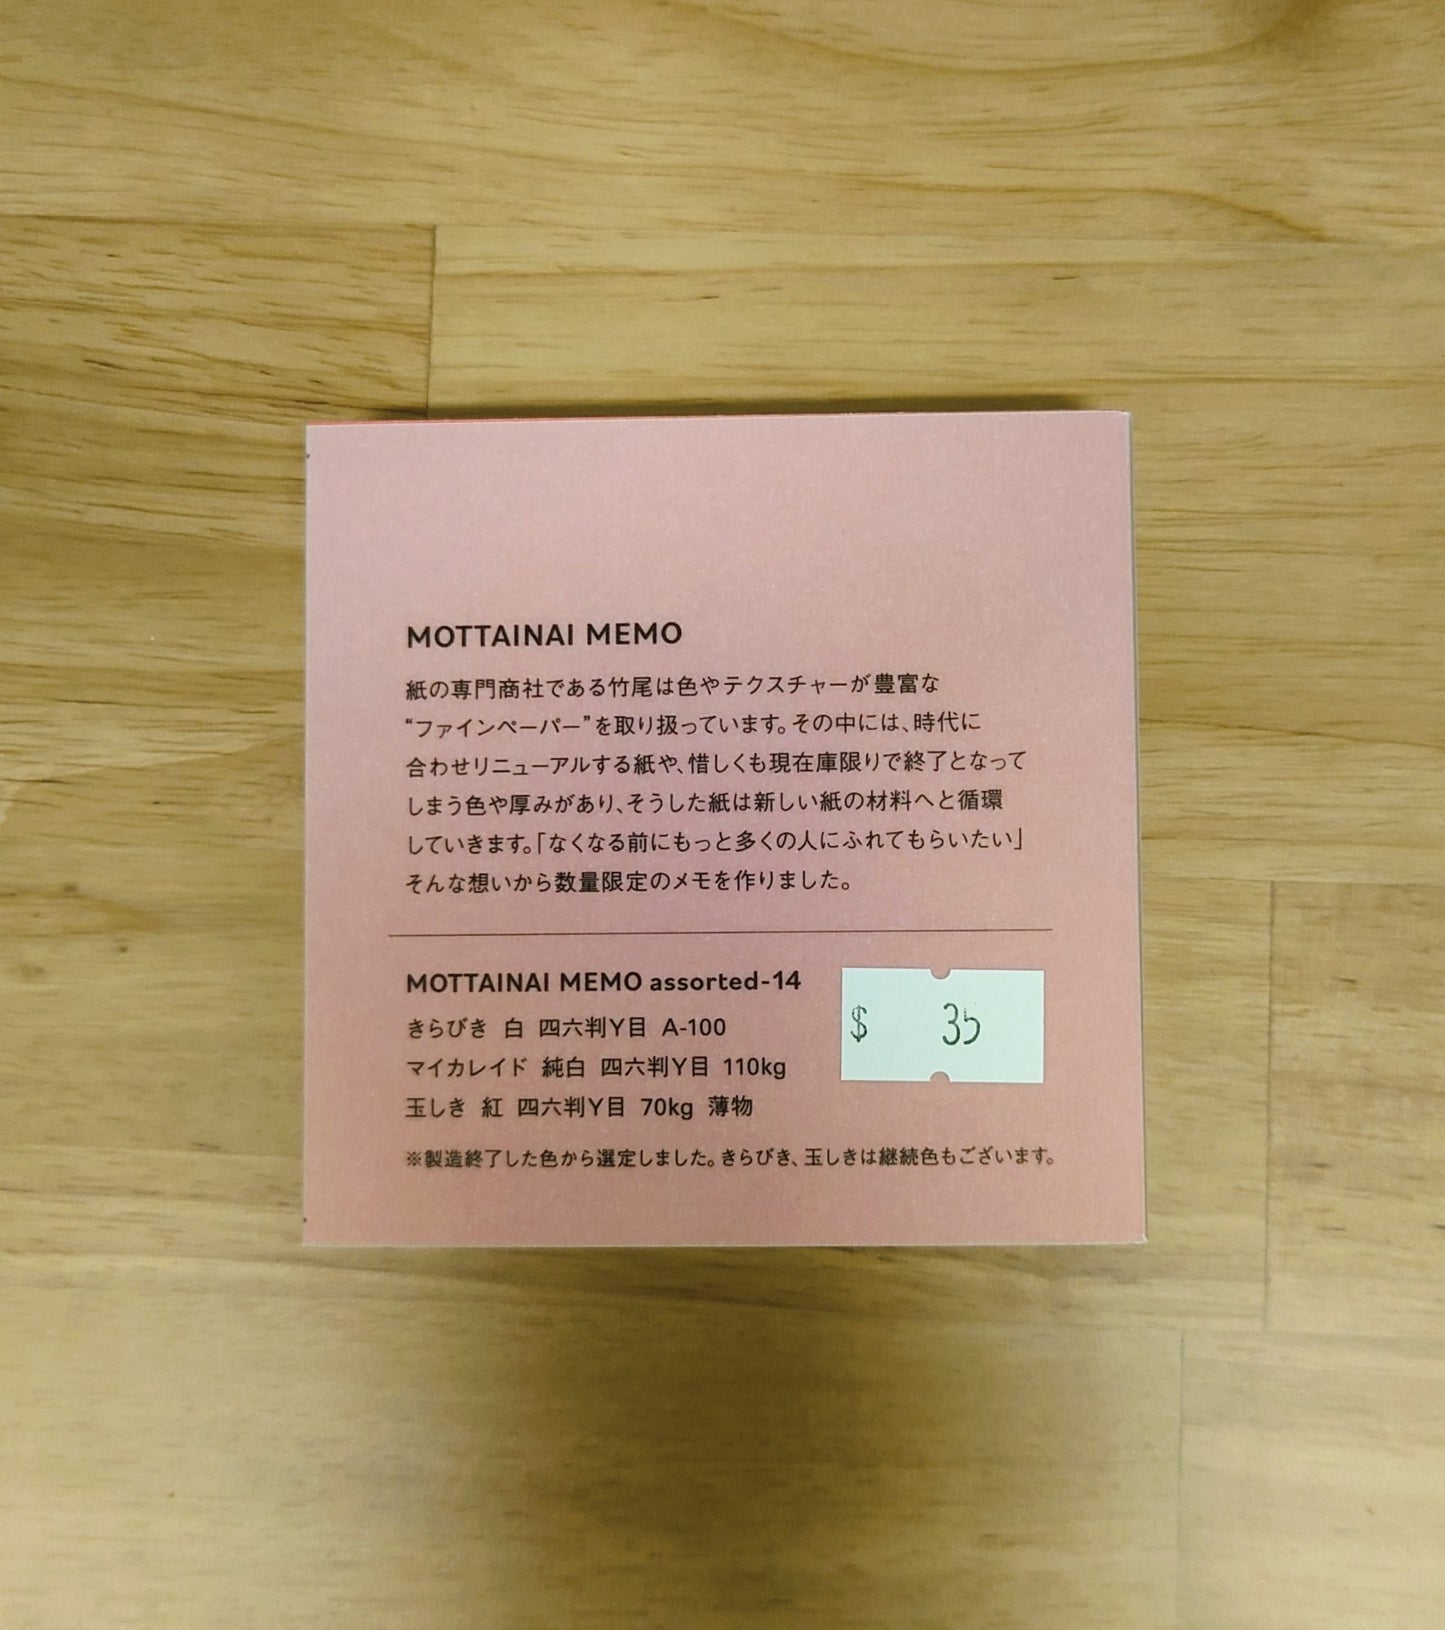 MOTTAINAI MEMO
紙の専門商社である竹尾は色やテクスチャーが豊富な
“ファインペーパー”を取り扱っています。その中には、時代に
合わせリニューアルする紙や、惜しくも現在庫限りで終了となって
しまう色や厚みがあり、そうした紙は新しい紙の材料へと循環
していきます。「なくなる前にもっと多くの人にふれてもらいたい」
そんな想いから数量限定のメモを作りました。
MOTTAINAI MEMO assorted-14
きらびき 白 四六判Y目 A-100
マイカレイド 純白 四六判Y目 110kg
玉しき 紅 四六判Y目 70kg 薄物
※製造終了した色から選定しました。きらびき、玉しきは継続色もございます。
$ 35